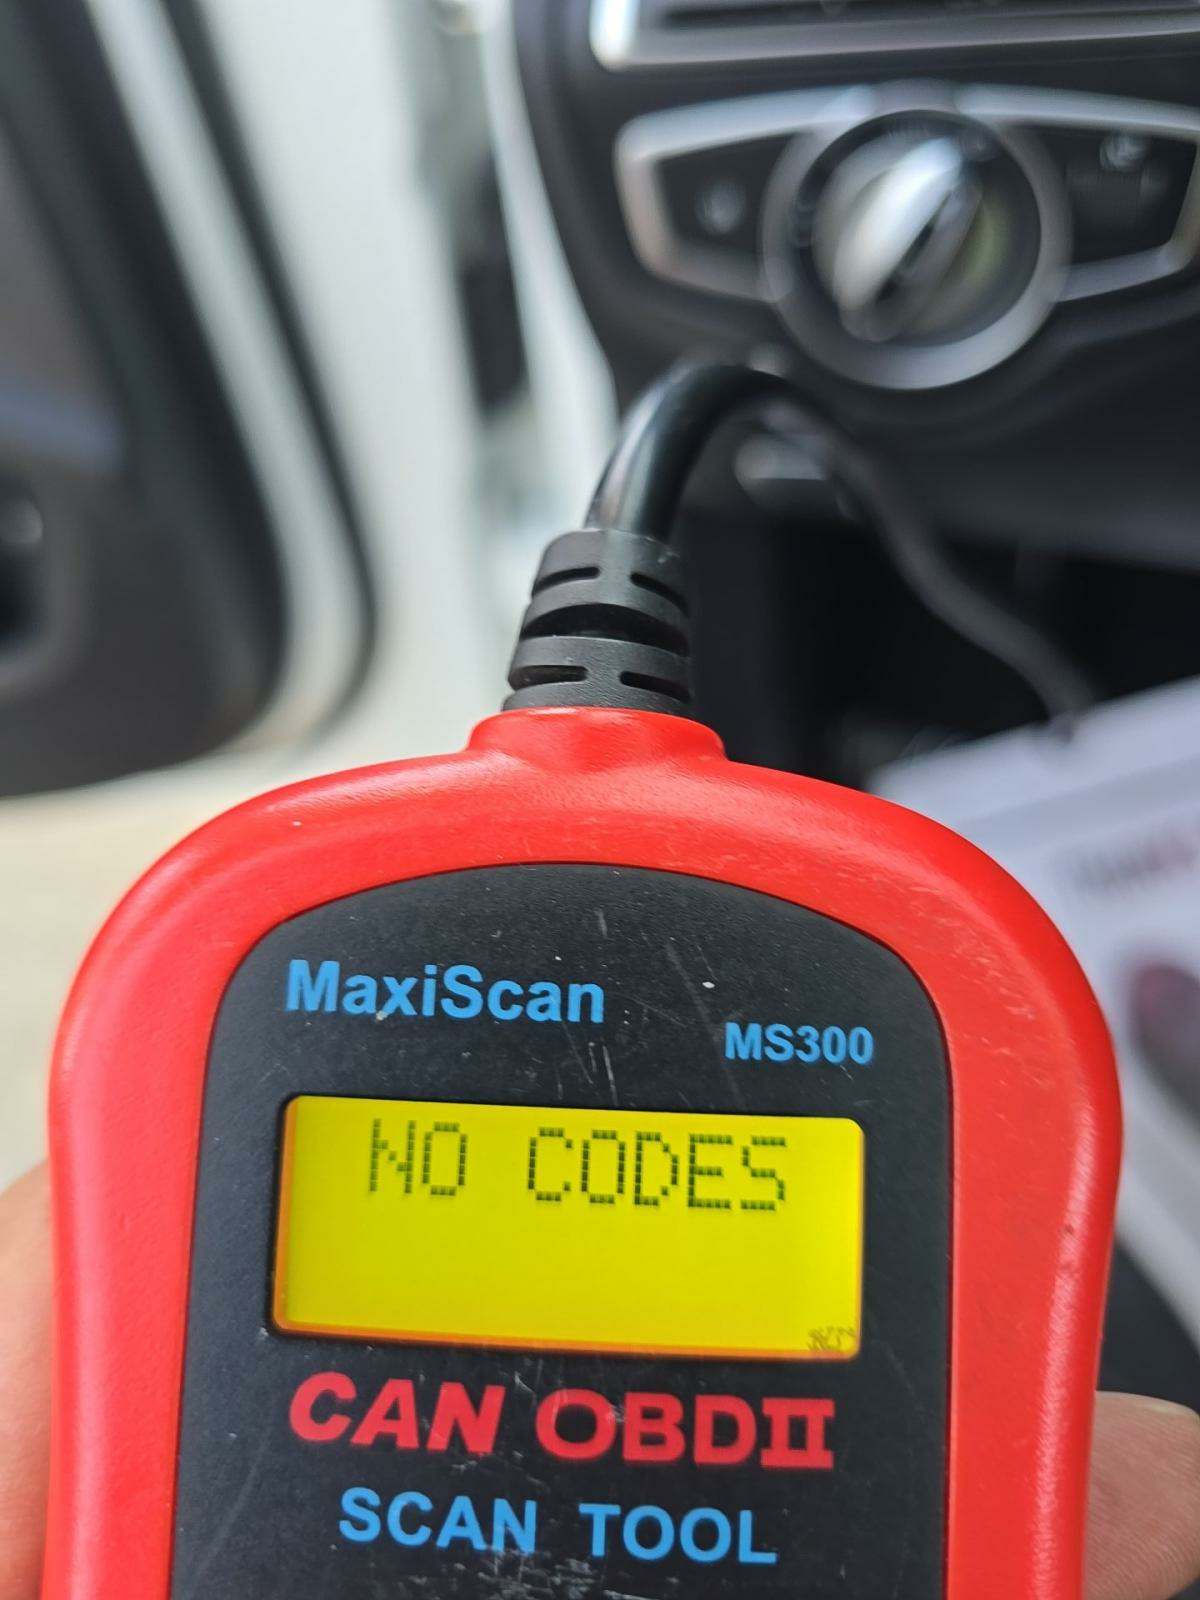 MaxiScan
MS300
NO CODES
CAN OBDII
SCAN TOOL